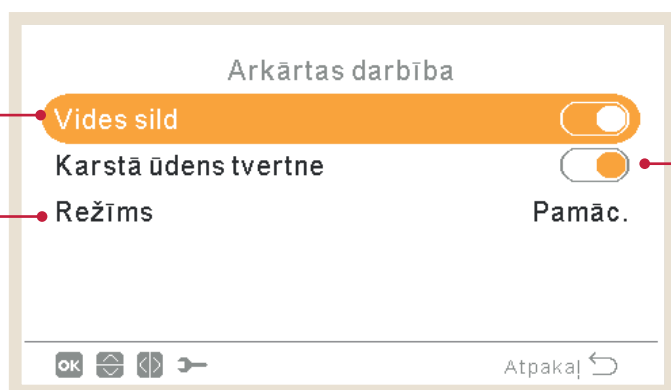 Arkārtas darbība
Vides sild
Karstā ūdens tvertne
Režīms Pamāc.
OK Atpakaļ